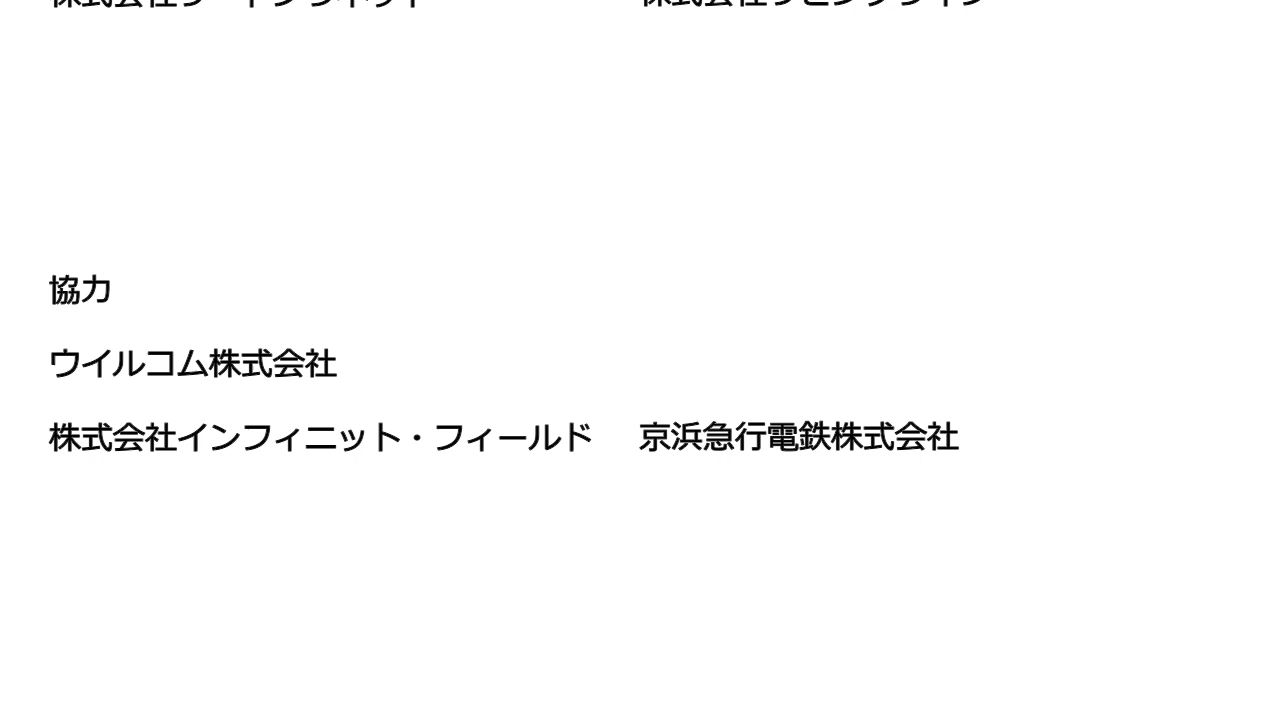 協力
ウイルコム株式会社
株式会社インフィニット・フィールド 京浜急行電鉄株式会社